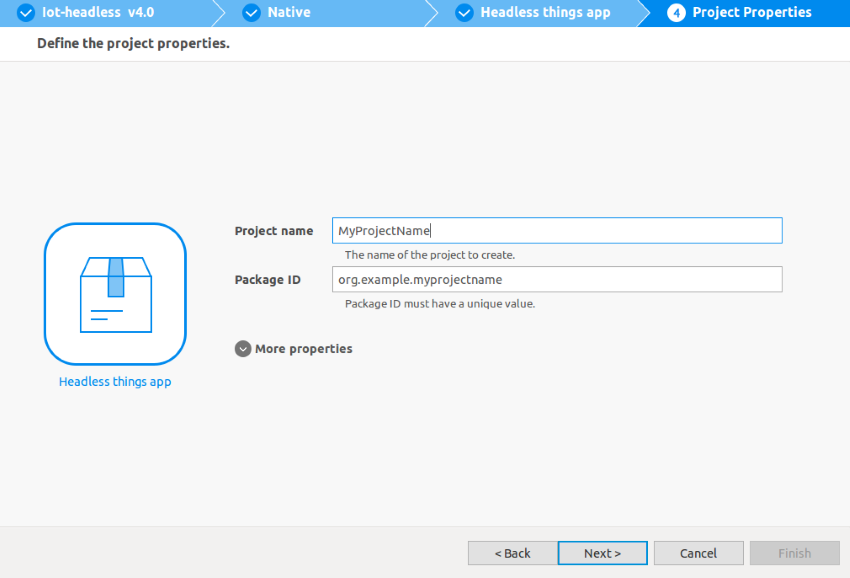 Iot-headless v4.0 Native Headless things app 4 Project Properties
Define the project properties.
Project name MyProjectName
The name of the project to create.
Package ID org.example.myprojectname
Package ID must have a unique value.
More properties
Headless things app
< Back Next > Cancel Finish